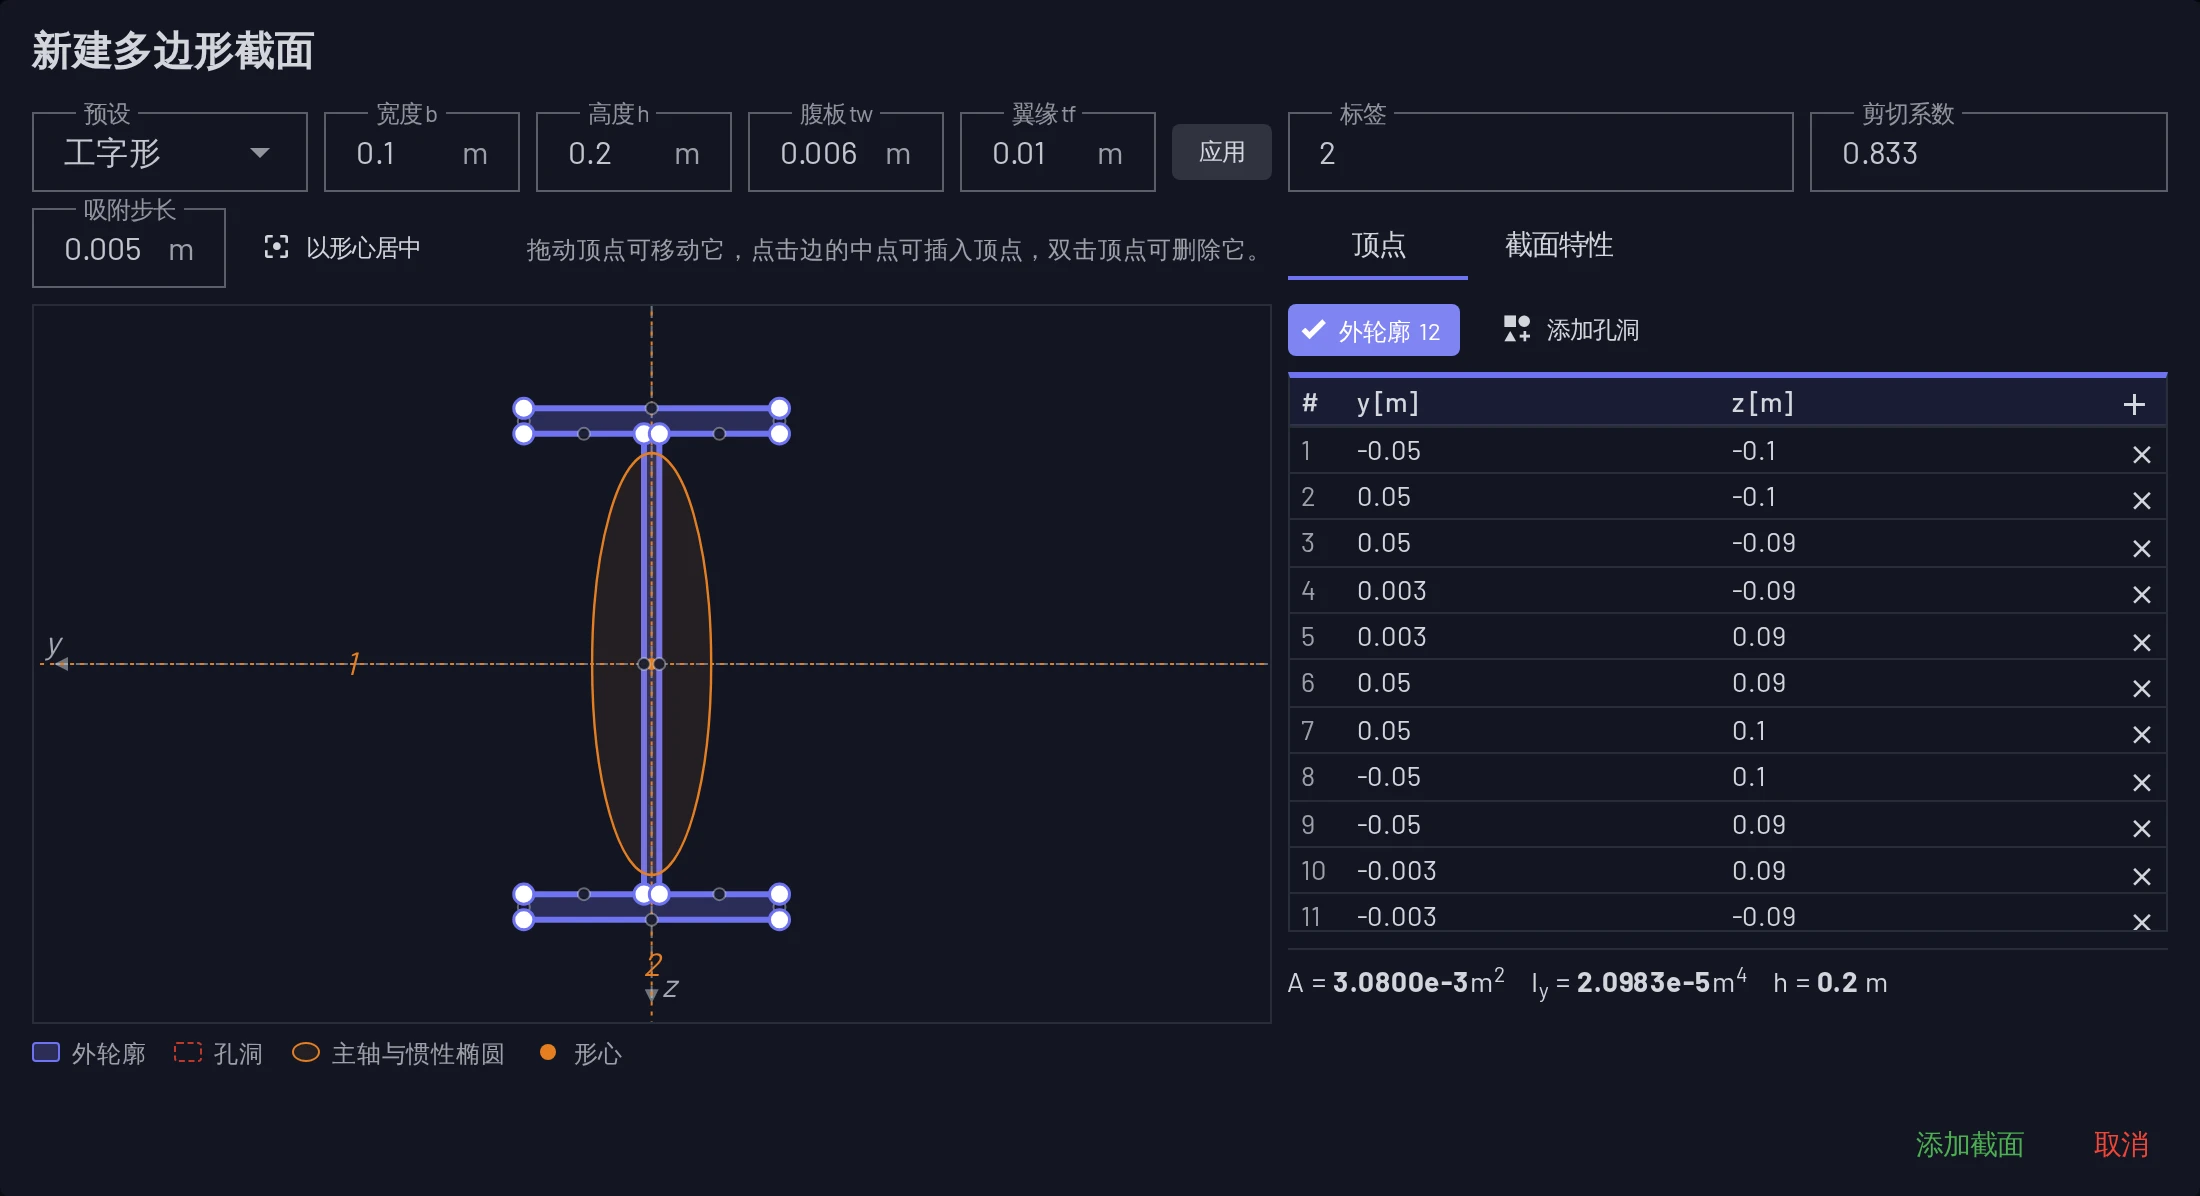 新建多边形截面
预设 宽度b 高度h 腹板tw 翼缘tf 标签 剪切系数
工字形 0.1 m 0.2 m 0.006 m 0.01 m 应用 2 0.833
吸附步长
0.005 m 以形心居中 拖动顶点可移动它，点击边的中点可插入顶点，双击顶点可删除它。 顶点 截面特性
外轮廓 12 添加孔洞
# y[m] z[m]
1 -0.05 -0.1
2 0.05 -0.1
3 0.05 -0.09
4 0.003 -0.09
5 0.003 0.09
6 0.05 0.09
7 0.05 0.1
8 -0.05 0.1
9 -0.05 0.09
10 -0.003 0.09
11 -0.003 -0.09
y
1
2
z
A = 3.0800e-3m² Iy = 2.0983e-5m⁴ h = 0.2 m
外轮廓 孔洞 主轴与惯性椭圆 形心
添加截面 取消